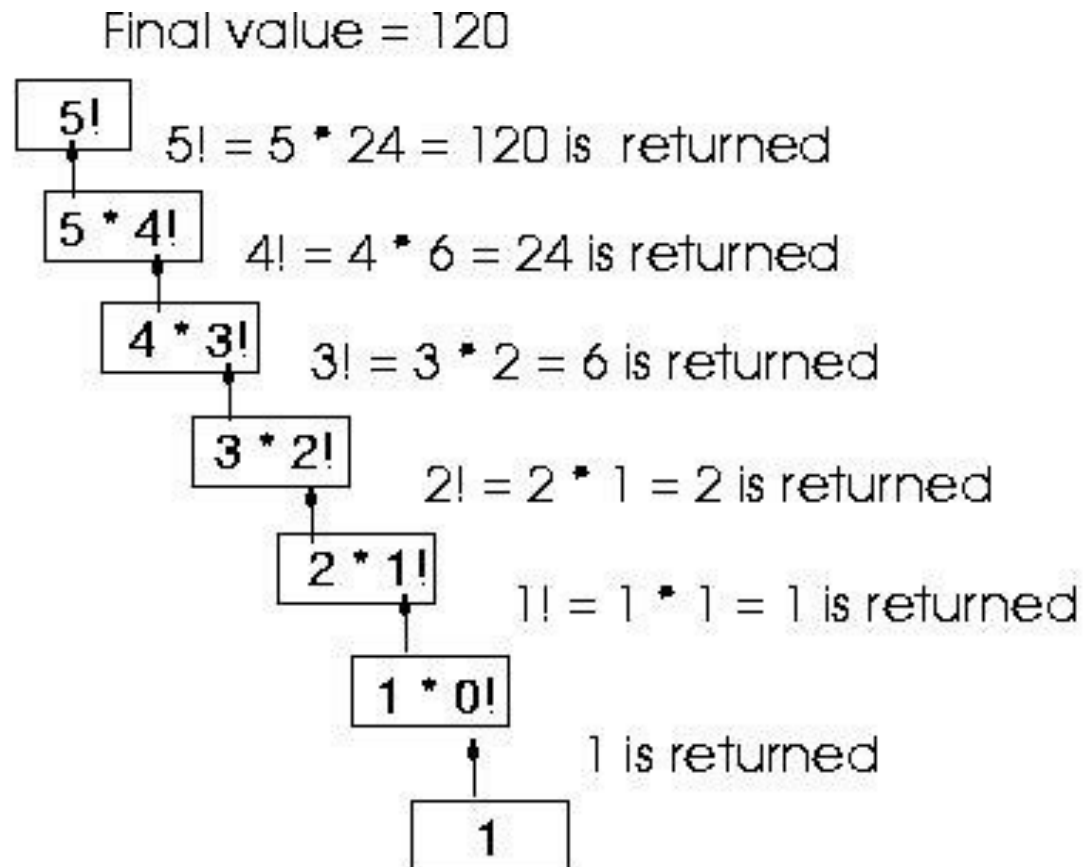 Final value = 120
5!
5! = 5 * 24 = 120 is returned
5 * 4!
4! = 4 * 6 = 24 is returned
4 * 3!
3! = 3 * 2 = 6 is returned
3 * 2!
2! = 2 * 1 = 2 is returned
2 * 1!
1! = 1 * 1 = 1 is returned
1 * 0!
1 is returned
1